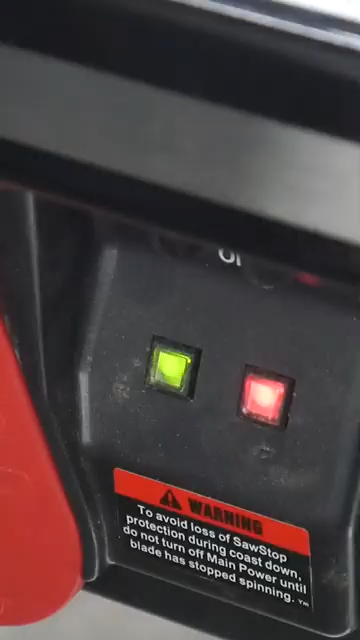 WARNING
To avoid loss of SawStop
protection during coast down,
do not turn off Main Power until
blade has stopped spinning.